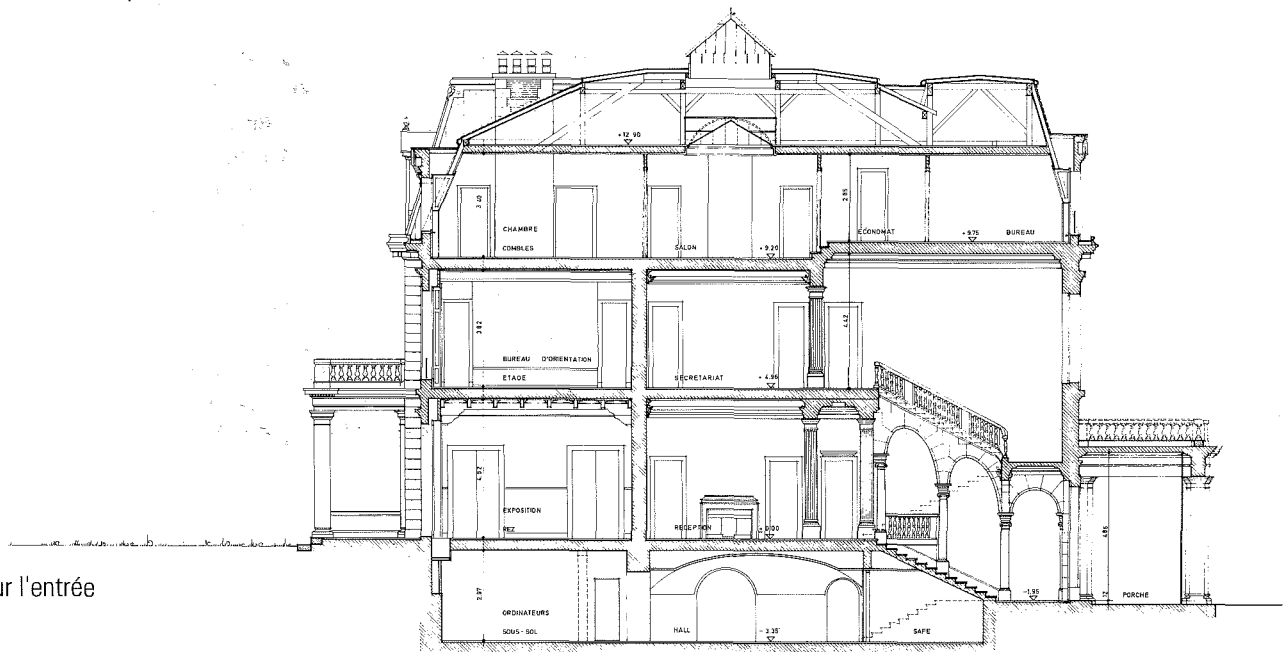 +12.90
3.40
CHAMBRE
COMBLES
SALON
+9.20
2.85
ECONOMAT
+9.75
BUREAU
3.82
BUREAU D'ORIENTATION
ETAGE
SECRETARIAT
+4.96
4.42
4.52
EXPOSITION
REZ
RECEPTION
+0.00
4.86
12
-1.95
PORCHE
ur l'entrée
2.97
ORDINATEURS
SOUS-SOL
HALL
-3.35
SAFE